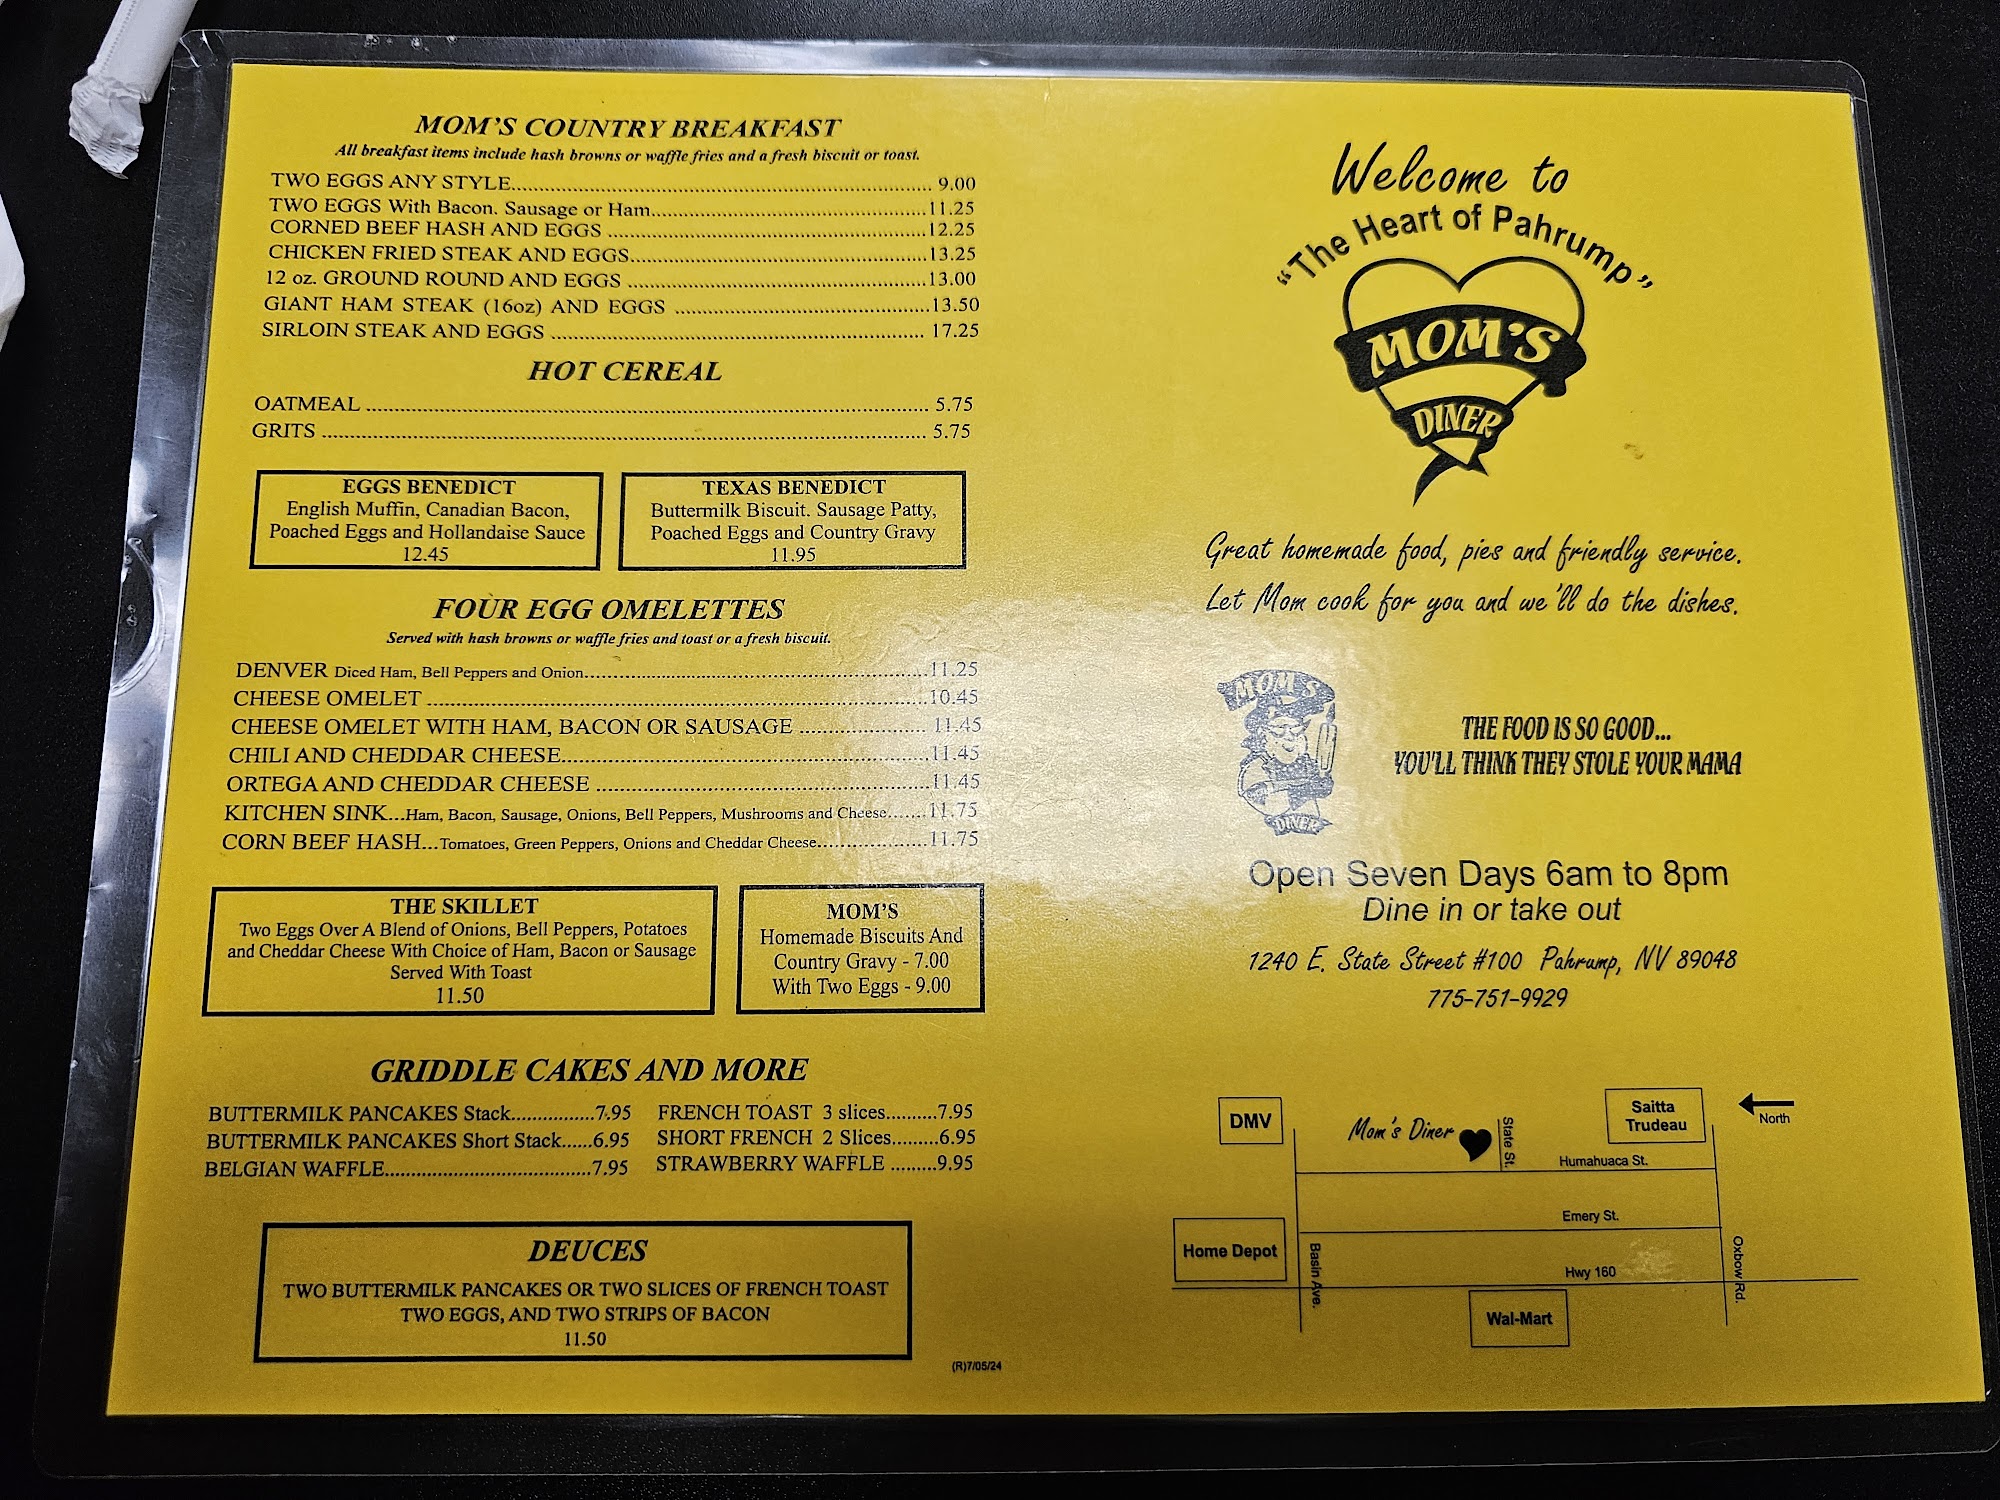 MOM'S COUNTRY BREAKFAST
All breakfast items include hash browns or waffle fries and a fresh biscuit or toast.
TWO EGGS ANY STYLE................................................................ 9.00
TWO EGGS With Bacon. Sausage or Ham..........................................11.25
CORNED BEEF HASH AND EGGS ................................................12.25
CHICKEN FRIED STEAK AND EGGS.............................................13.25
12 oz. GROUND ROUND AND EGGS .............................................13.00
GIANT HAM STEAK (16oz) AND EGGS .......................................13.50
SIRLOIN STEAK AND EGGS ......................................................... 17.25
HOT CEREAL
OATMEAL ...................................................................................... 5.75
GRITS ............................................................................................. 5.75
EGGS BENEDICT
English Muffin, Canadian Bacon,
Poached Eggs and Hollandaise Sauce
12.45
TEXAS BENEDICT
Buttermilk Biscuit. Sausage Patty,
Poached Eggs and Country Gravy
11.95
FOUR EGG OMELETTES
Served with hash browns or waffle fries and toast or a fresh biscuit.
DENVER Diced Ham, Bell Peppers and Onion....................................................11.25
CHEESE OMELET ............................................................................10.45
CHEESE OMELET WITH HAM, BACON OR SAUSAGE ................... 11.45
CHILI AND CHEDDAR CHEESE.......................................................11.45
ORTEGA AND CHEDDAR CHEESE ..................................................11.45
KITCHEN SINK...Ham, Bacon, Sausage, Onions, Bell Peppers, Mushrooms and Cheese.......11.75
CORN BEEF HASH...Tomatoes, Green Peppers, Onions and Cheddar Cheese.................11.75
THE SKILLET
Two Eggs Over A Blend of Onions, Bell Peppers, Potatoes
and Cheddar Cheese With Choice of Ham, Bacon or Sausage
Served With Toast
11.50
MOM'S
Homemade Biscuits And
Country Gravy - 7.00
With Two Eggs - 9.00
GRIDDLE CAKES AND MORE
BUTTERMILK PANCAKES Stack................7.95
BUTTERMILK PANCAKES Short Stack......6.95
BELGIAN WAFFLE.......................................7.95
FRENCH TOAST 3 slices..........7.95
SHORT FRENCH 2 Slices.........6.95
STRAWBERRY WAFFLE .........9.95
DEUCES
TWO BUTTERMILK PANCAKES OR TWO SLICES OF FRENCH TOAST
TWO EGGS, AND TWO STRIPS OF BACON
11.50
(R)7/05/24
Welcome to
"The Heart of Pahrump"
MOM'S
DINER
Great homemade food, pies and friendly service.
Let Mom cook for you and we'll do the dishes.
MOM'S
DINER
THE FOOD IS SO GOOD...
YOU'LL THINK THEY STOLE YOUR MAMA
Open Seven Days 6am to 8pm
Dine in or take out
1240 E. State Street #100 Pahrump, NV 89048
775-751-9929
DMV
Mom's Diner
State St.
Saitta
Trudeau
North
Humahuaca St.
Emery St.
Home Depot
Basin Ave.
Hwy 160
Oxbow Rd.
Wal-Mart